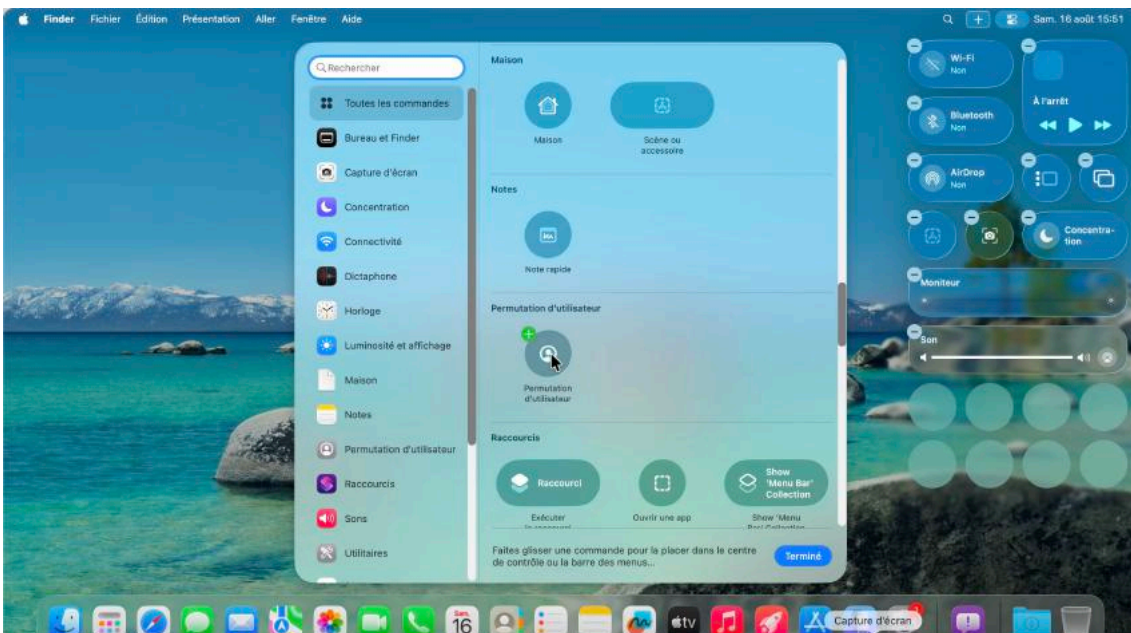 Finder Fichier Édition Présentation Aller Fenêtre Aide
Sam. 16 août 15:51
Rechercher
Toutes les commandes
Bureau et Finder
Capture d'écran
Concentration
Connectivité
Dictaphone
Horloge
Luminosité et affichage
Maison
Notes
Permutation d'utilisateur
Raccourcis
Sons
Utilitaires
Maison
Maison
Scène ou
accessoire
Notes
Note rapide
Permutation d'utilisateur
Permutation
d'utilisateur
Raccourcis
Raccourci
Show
'Menu Bar'
Collection
Exécuter
Ouvrir une app
Show 'Menu
Faites glisser une commande pour la placer dans le centre
de contrôle ou la barre des menus...
Terminé
Wi-Fi
Non
Bluetooth
Non
À l'arrêt
AirDrop
Non
Concentra-
tion
Moniteur
Son
Sam.
16
tv
Capture d'écran